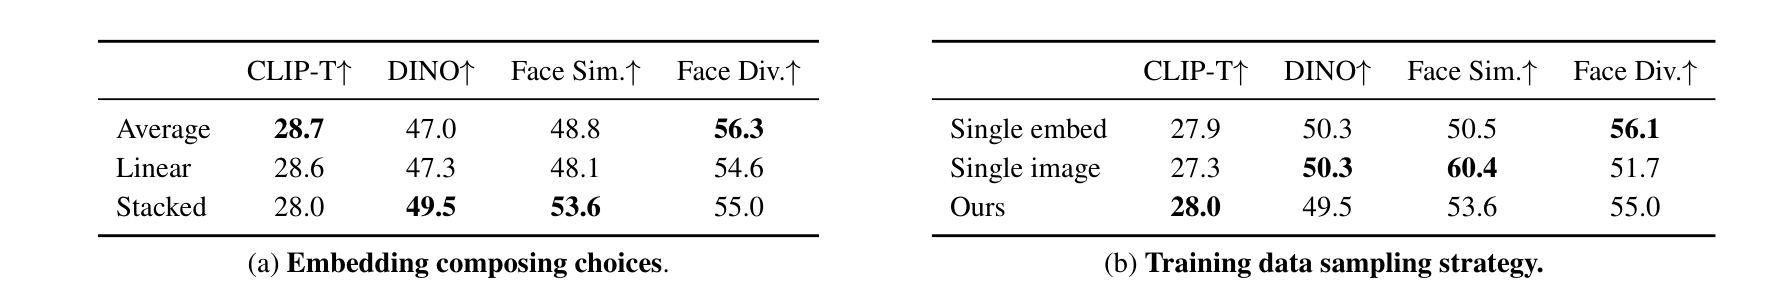 CLIP-T↑ DINO↑ Face Sim.↑ Face Div.↑
Average 28.7 47.0 48.8 56.3
Linear 28.6 47.3 48.1 54.6
Stacked 28.0 49.5 53.6 55.0
(a) Embedding composing choices.
CLIP-T↑ DINO↑ Face Sim.↑ Face Div.↑
Single embed 27.9 50.3 50.5 56.1
Single image 27.3 50.3 60.4 51.7
Ours 28.0 49.5 53.6 55.0
(b) Training data sampling strategy.